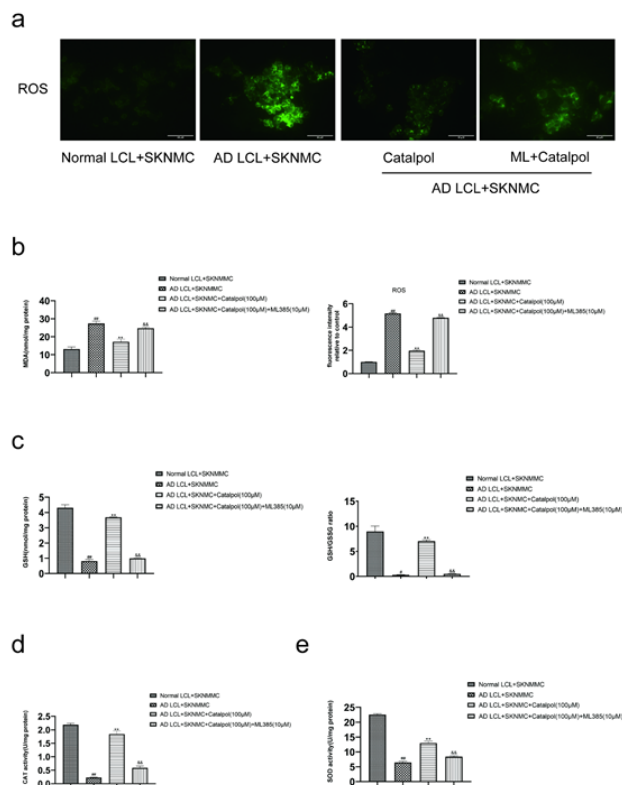 a
ROS
Normal LCL+SKNMC
AD LCL+SKNMC
Catalpol
ML+Catalpol
AD LCL+SKNMC
b
Normal LCL+SKNMMC
AD LCL+SKNMC
AD LCL+SKNMC+Catalpol(100μM)
AD LCL+SKNMC+Catalpol(100μM)+ML385(10μM)
MDA(nmol/mg protein)
40
30
20
10
0
##
^^
&&
ROS
Normal LCL+SKNMMC
AD LCL+SKNMC
AD LCL+SKNMC+Catalpol(100μM)
AD LCL+SKNMC+Catalpol(100μM)+ML385(10μM)
fluorescence intensity
relative to control
8
6
4
2
0
##
^^
&&
c
Normal LCL+SKNMMC
AD LCL+SKNMC
AD LCL+SKNMC+Catalpol(100μM)
AD LCL+SKNMC+Catalpol(100μM)+ML385(10μM)
GSH(nmol/mg protein)
5
4
3
2
1
0
##
^^
&&
Normal LCL+SKNMMC
AD LCL+SKNMC
AD LCL+SKNMC+Catalpol(100μM)
AD LCL+SKNMC+Catalpol(100μM)+ML385(10μM)
GSH/GSSG ratio
15
10
5
0
#
^^
&&
d
Normal LCL+SKNMMC
AD LCL+SKNMC
AD LCL+SKNMC+Catalpol(100μM)
AD LCL+SKNMC+Catalpol(100μM)+ML385(10μM)
CAT activity(U/mg protein)
2.5
2.0
1.5
1.0
0.5
0.0
##
^^
&&
e
Normal LCL+SKNMMC
AD LCL+SKNMC
AD LCL+SKNMC+Catalpol(100μM)
AD LCL+SKNMC+Catalpol(100μM)+ML385(10μM)
SOD activity(U/mg protein)
25
20
15
10
5
0
##
^^
&&